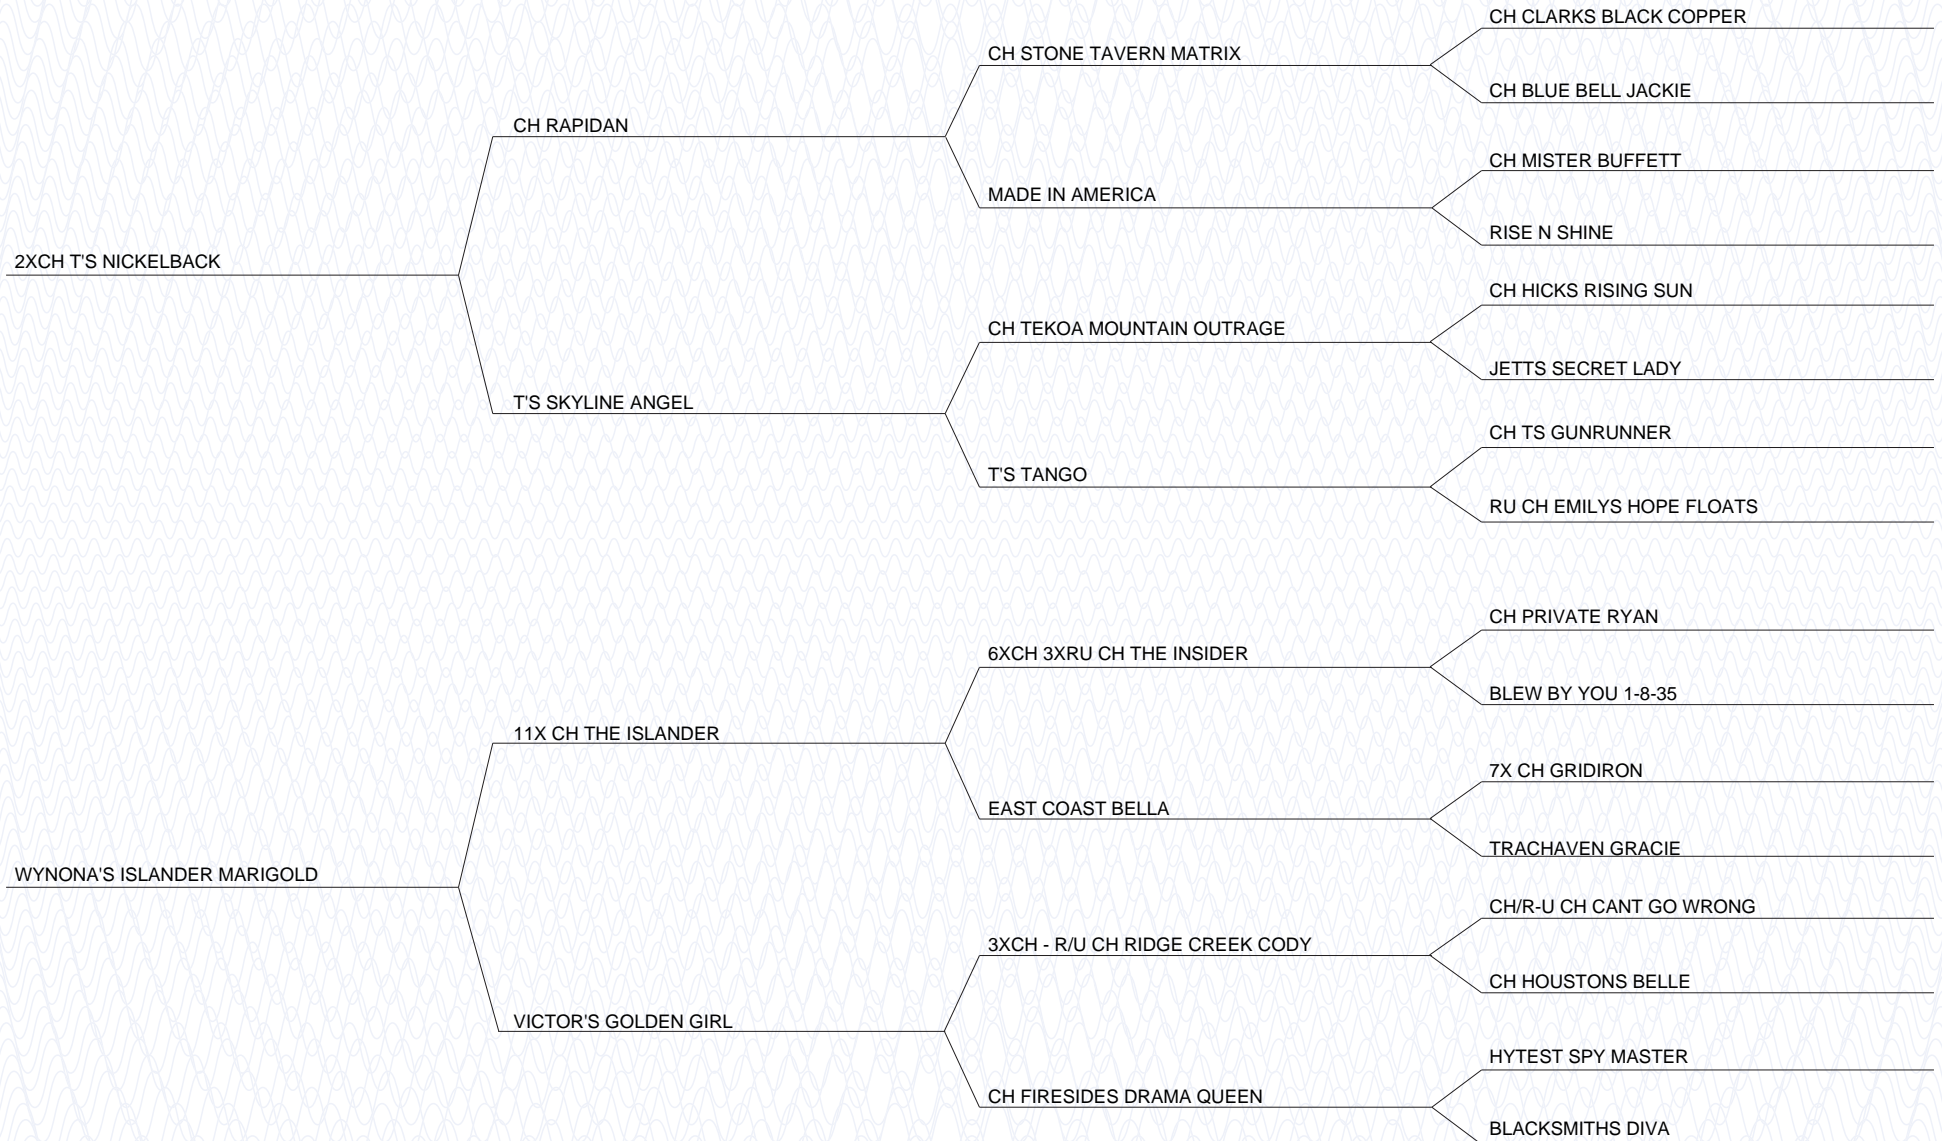 CH CLARKS BLACK COPPER
CH STONE TAVERN MATRIX
CH BLUE BELL JACKIE
CH RAPIDAN
CH MISTER BUFFETT
MADE IN AMERICA
RISE N SHINE
2XCH T'S NICKELBACK
CH HICKS RISING SUN
CH TEKOA MOUNTAIN OUTRAGE
JETTS SECRET LADY
T'S SKYLINE ANGEL
CH TS GUNRUNNER
T'S TANGO
RU CH EMILYS HOPE FLOATS
CH PRIVATE RYAN
6XCH 3XRU CH THE INSIDER
BLEW BY YOU 1-8-35
11X CH THE ISLANDER
7X CH GRIDIRON
EAST COAST BELLA
TRACHAVEN GRACIE
WYNONA'S ISLANDER MARIGOLD
CH/R-U CH CANT GO WRONG
3XCH - R/U CH RIDGE CREEK CODY
CH HOUSTONS BELLE
VICTOR'S GOLDEN GIRL
HYTEST SPY MASTER
CH FIRESIDES DRAMA QUEEN
BLACKSMITHS DIVA